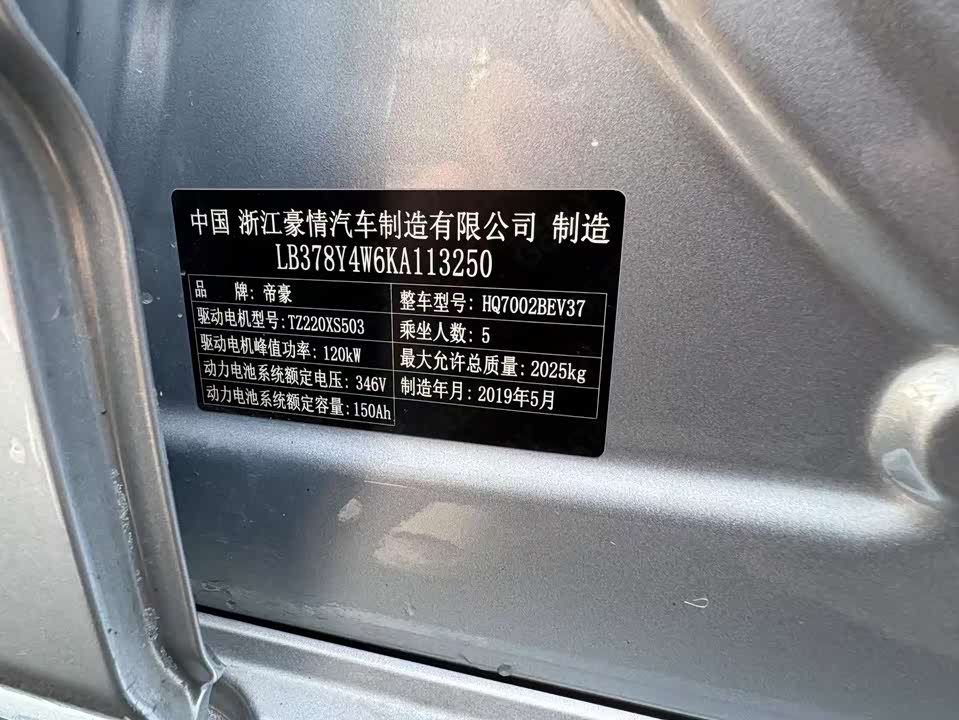 中国 浙江豪情汽车制造有限公司 制造
LB378Y4W6KA113250
品 牌: 帝豪
整车型号: HQ7002BEV37
驱动电机型号: TZ220XS503
乘坐人数: 5
驱动电机峰值功率: 120kW
最大允许总质量: 2025kg
动力电池系统额定电压: 346V
制造年月: 2019年5月
动力电池系统额定容量: 150Ah